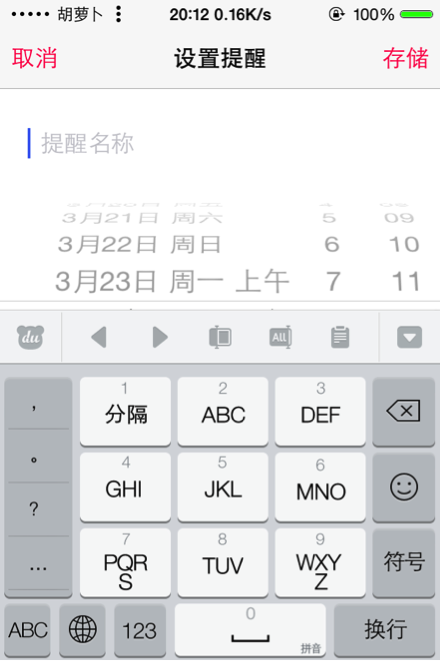 胡萝卜 20:12 0.16K/s 100%
取消 设置提醒 存储
提醒名称
3月21日 周六 5 09
3月22日 周日 6 10
3月23日 周一 上午 7 11
du ALL
, 1 分隔 2 ABC 3 DEF
。 4 GHI 5 JKL 6 MNO
? 7 PQRS 8 TUV 9 WXYZ 符号
…
ABC 123 0 拼音 换行